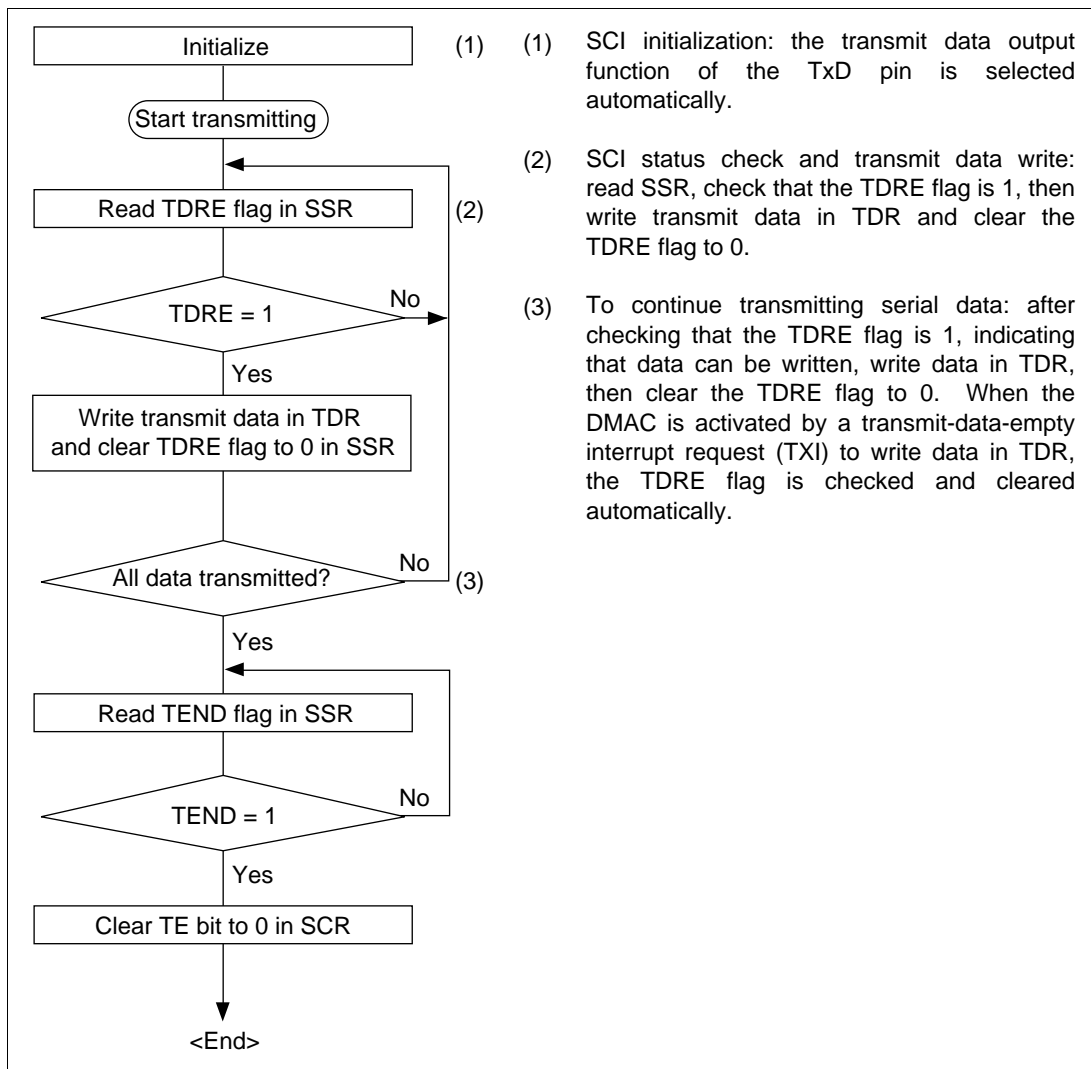 Initialize
(1)
Start transmitting
Read TDRE flag in SSR
(2)
TDRE = 1
No
Yes
Write transmit data in TDR
and clear TDRE flag to 0 in SSR
All data transmitted?
No
(3)
Yes
Read TEND flag in SSR
TEND = 1
No
Yes
Clear TE bit to 0 in SCR
<End>
(1) SCI initialization: the transmit data output
function of the TxD pin is selected
automatically.
(2) SCI status check and transmit data write:
read SSR, check that the TDRE flag is 1, then
write transmit data in TDR and clear the
TDRE flag to 0.
(3) To continue transmitting serial data: after
checking that the TDRE flag is 1, indicating
that data can be written, write data in TDR,
then clear the TDRE flag to 0. When the
DMAC is activated by a transmit-data-empty
interrupt request (TXI) to write data in TDR,
the TDRE flag is checked and cleared
automatically.